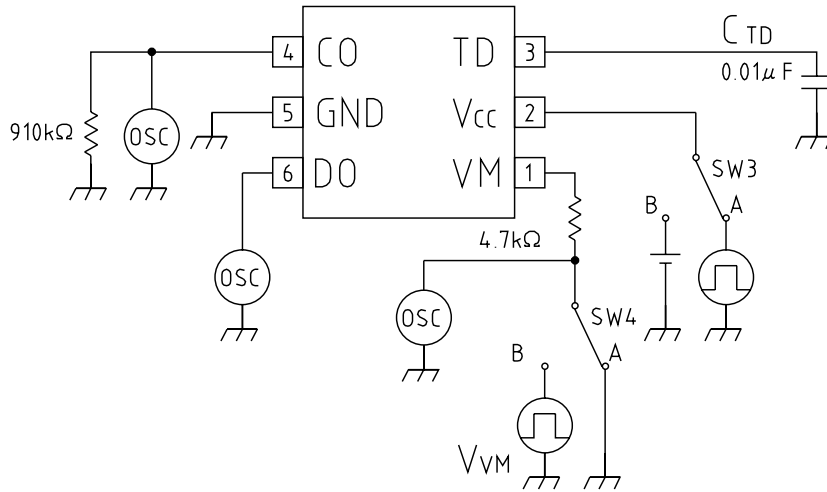 4 CO TD 3 CTD
0.01μF
910kΩ OSC 5 GND Vcc 2
6 DO VM 1 SW3
B A
4.7kΩ
OSC OSC SW4
B A
VVM